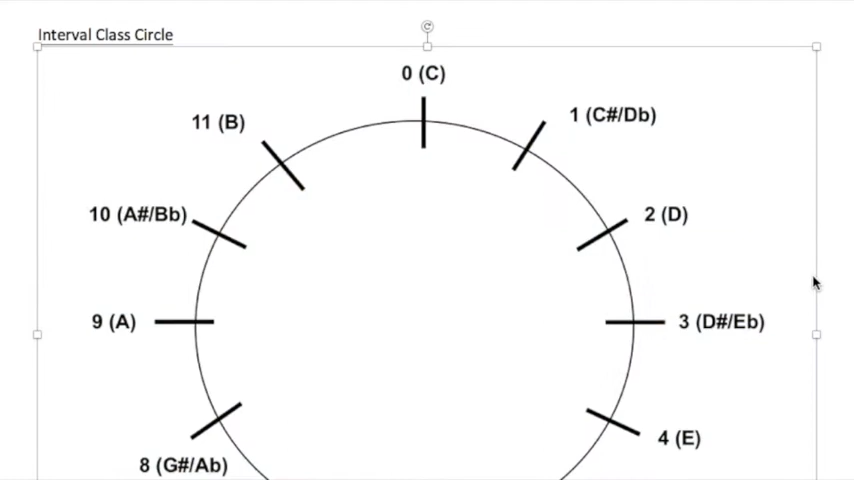 Interval Class Circle
0 (C)
11 (B)
1 (C#/Db)
10 (A#/Bb)
2 (D)
9 (A)
3 (D#/Eb)
4 (E)
8 (G#/Ab)